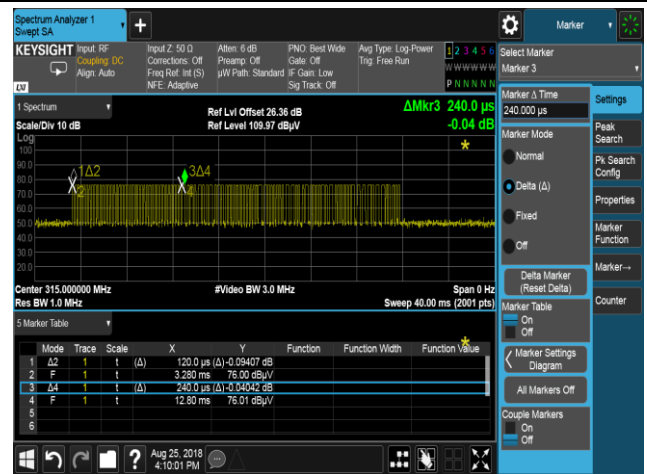 Spectrum Analyzer 1
Swept SA
+
Marker
KEYSIGHT
Input: RF
Coupling: DC
Align: Auto
Input Z: 50 Ω
Corrections: Off
Freq Ref: Int (S)
NFE: Adaptive
Atten: 6 dB
Preamp: Off
µW Path: Standard
PNO: Best Wide
Gate: Off
IF Gain: Low
Sig Track: Off
Avg Type: Log-Power
Trig: Free Run
1 2 3 4 5 6
W W W W W W
P N N N N N
LXI
Select Marker
Marker 3
1 Spectrum
Scale/Div 10 dB
Ref Lvl Offset 26.36 dB
Ref Level 109.97 dBµV
ΔMkr3 240.0 µs
-0.04 dB
Log
100
90.0
80.0
70.0
60.0
50.0
40.0
30.0
20.0
1Δ2
2
3Δ4
4
Center 315.000000 MHz
Res BW 1.0 MHz
#Video BW 3.0 MHz
Span 0 Hz
Sweep 40.00 ms (2001 pts)
5 Marker Table
Mode Trace Scale X Y Function Function Width Function Value
1 Δ2 1 t (Δ) 120.0 µs (Δ) -0.09407 dB
2 F 1 t 3.280 ms 76.00 dBµV
3 Δ4 1 t (Δ) 240.0 µs (Δ) -0.04042 dB
4 F 1 t 12.80 ms 76.01 dBµV
5
6
Marker Δ Time
240.000 µs
Marker Mode
Normal
Delta (Δ)
Fixed
Off
Delta Marker
(Reset Delta)
Marker Table
On
Off
Marker Settings
Diagram
All Markers Off
Couple Markers
On
Off
Settings
Peak
Search
Pk Search
Config
Properties
Marker
Function
Marker→
Counter
?
Aug 25, 2018
4:10:01 PM